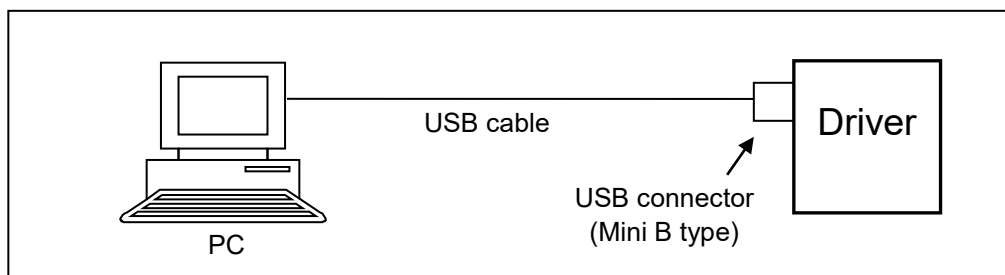 USB cable
Driver
USB connector
(Mini B type)
PC